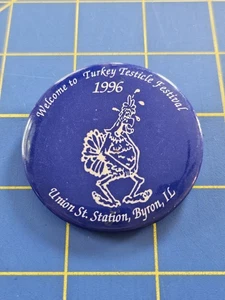 Welcome to Turkey Testicle Festival
1996
Union St. Station, Byron, IL